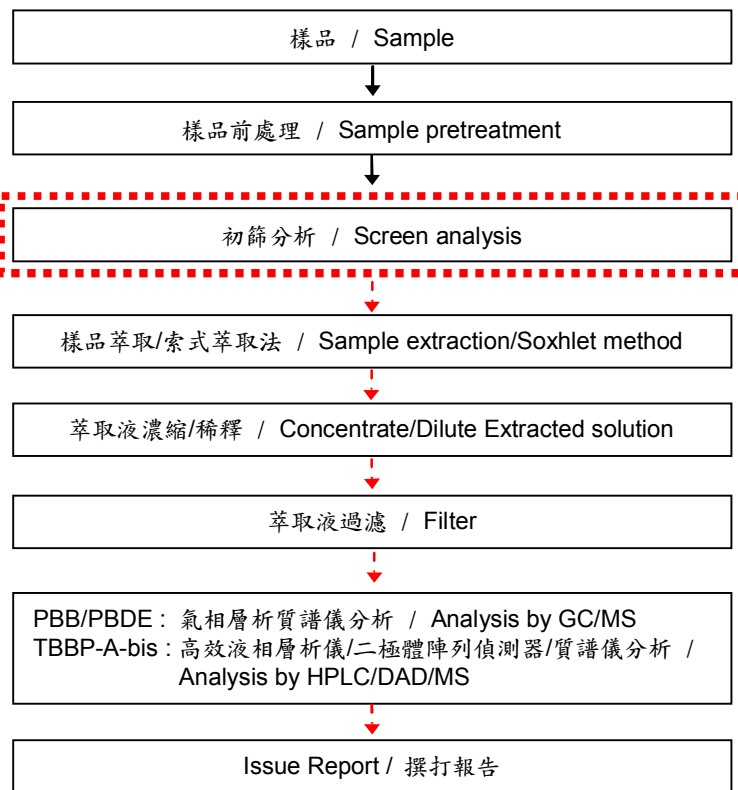 樣品 / Sample
樣品前處理 / Sample pretreatment
初篩分析 / Screen analysis
樣品萃取/索式萃取法 / Sample extraction/Soxhlet method
萃取液濃縮/稀釋 / Concentrate/Dilute Extracted solution
萃取液過濾 / Filter
PBB/PBDE : 氣相層析質譜儀分析 / Analysis by GC/MS
TBBP-A-bis : 高效液相層析儀/二極體陣列偵測器/質譜儀分析 /
Analysis by HPLC/DAD/MS
Issue Report / 撰打報告